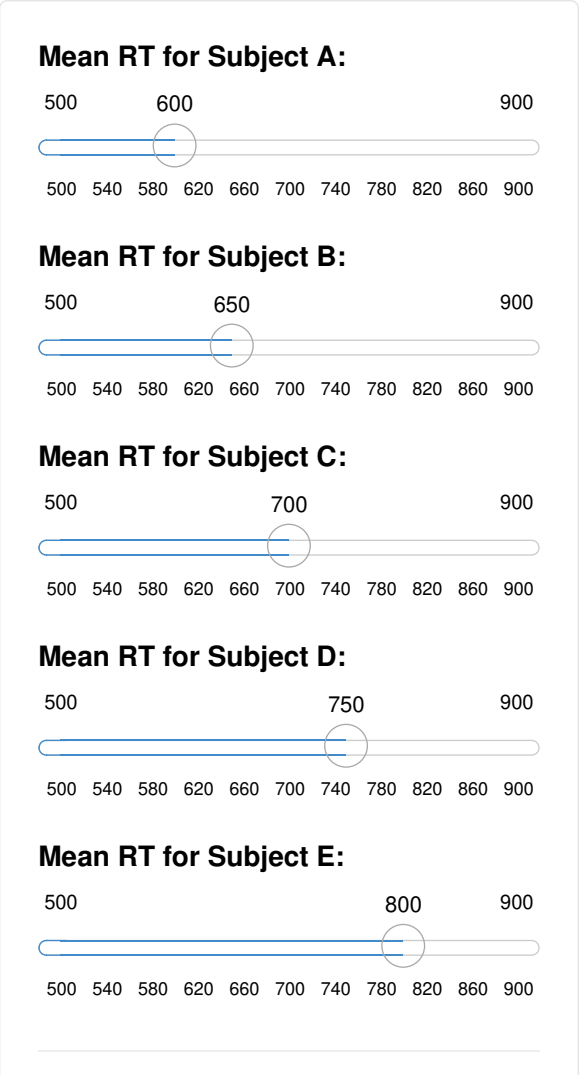 Mean RT for Subject A:
500 600 900
500 540 580 620 660 700 740 780 820 860 900
Mean RT for Subject B:
500 650 900
500 540 580 620 660 700 740 780 820 860 900
Mean RT for Subject C:
500 700 900
500 540 580 620 660 700 740 780 820 860 900
Mean RT for Subject D:
500 750 900
500 540 580 620 660 700 740 780 820 860 900
Mean RT for Subject E:
500 800 900
500 540 580 620 660 700 740 780 820 860 900